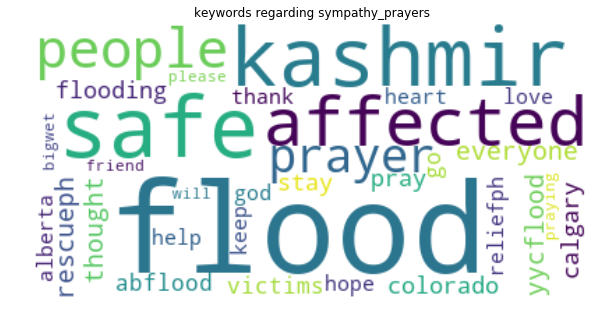 keywords regarding sympathy_prayers
people
kashmir
please
flooding
thank
heart
love
safe
affected
bigwet
friend
prayer
go
everyone
stay
pray
god
will
flood
alberta
rescueph
thought
help
keep
reliefph
yycflood
praying
calgary
abflood
victims
hope
colorado